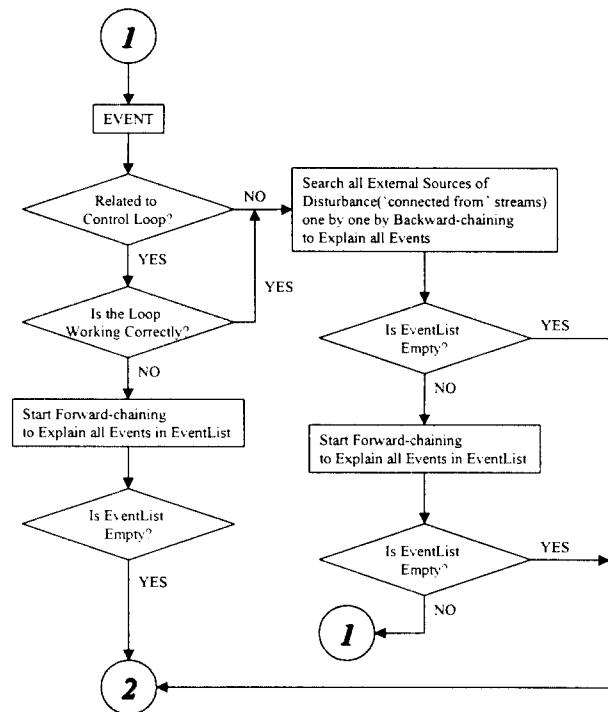 1
EVENT
Related to
Control Loop?
NO
YES
Search all External Sources of
Disturbance(`connected from` streams)
one by one by Backward-chaining
to Explain all Events
YES
Is the Loop
Working Correctly?
NO
Is EventList
Empty?
YES
NO
Start Forward-chaining
to Explain all Events in EventList
Start Forward-chaining
to Explain all Events in EventList
Is EventList
Empty?
YES
Is EventList
Empty?
YES
NO
1
2